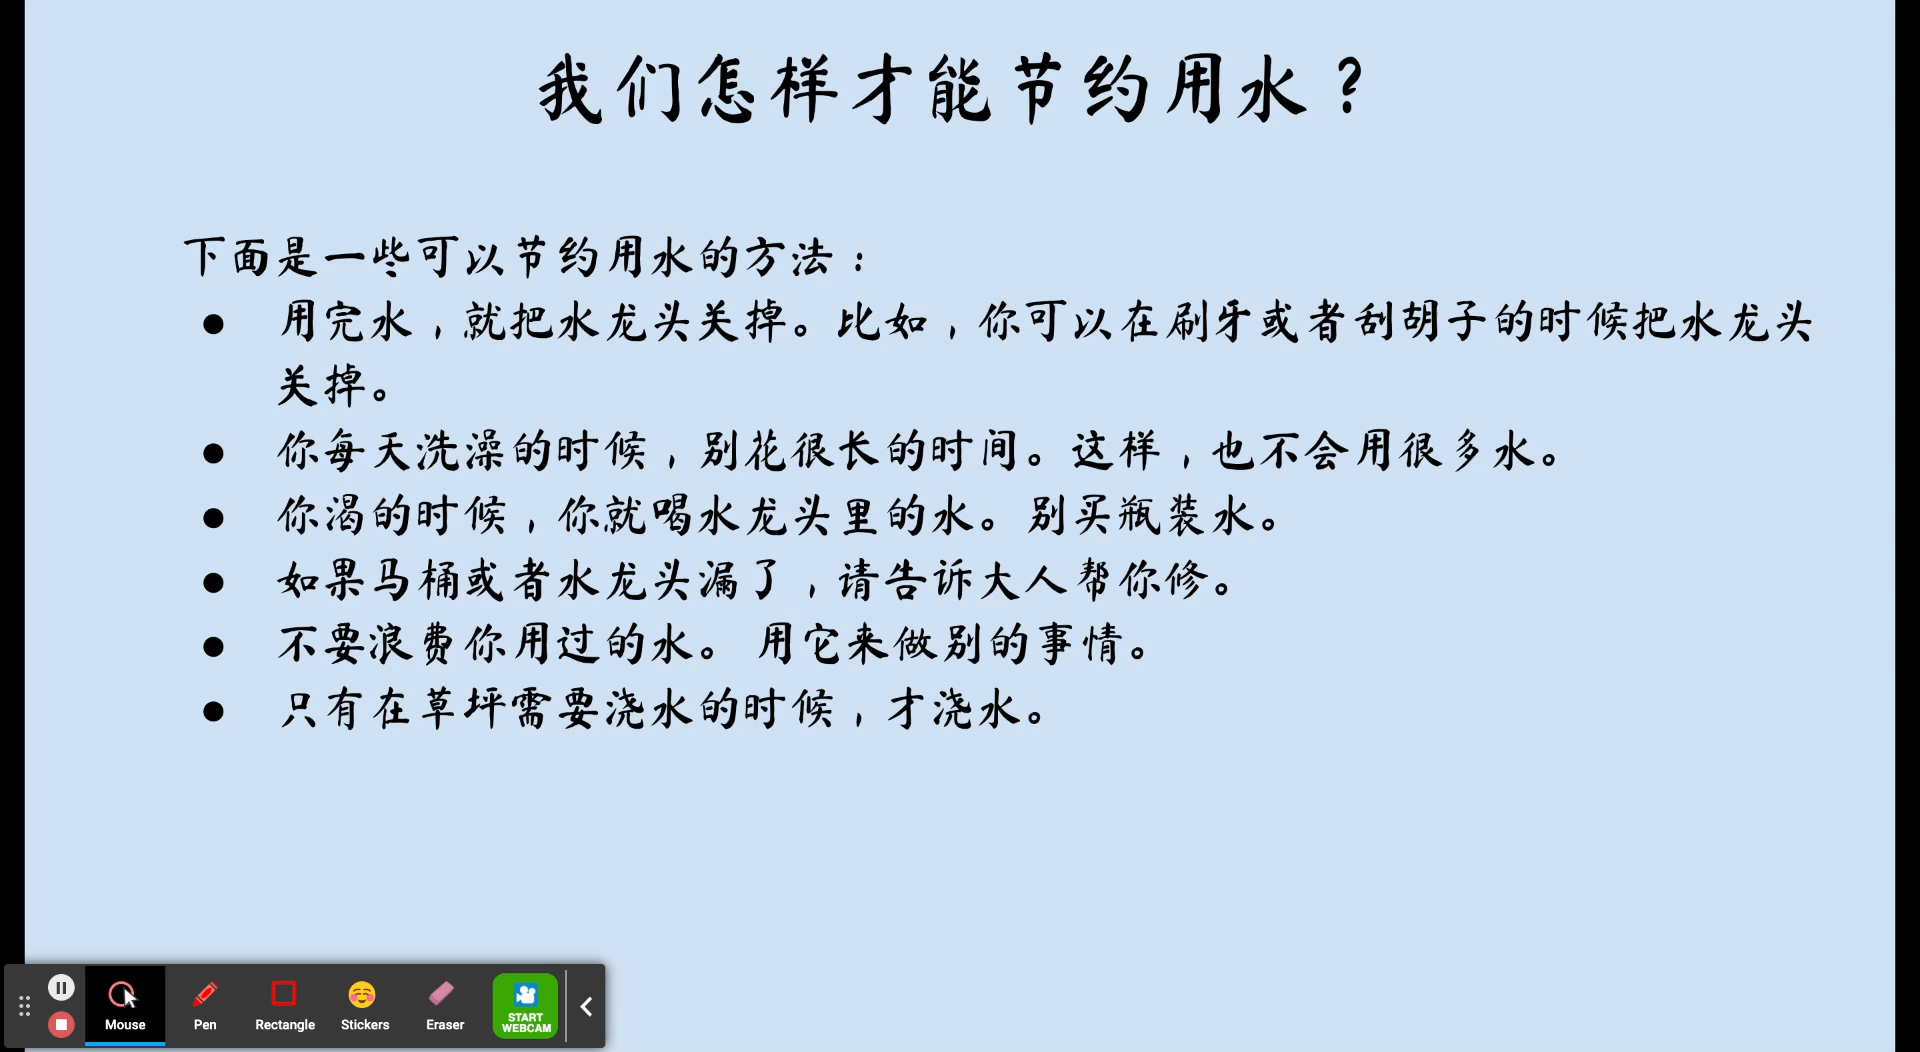 我们怎样才能节约用水？
下面是一些可以节约用水的方法：
● 用完水，就把水龙头关掉。比如，你可以在刷牙或者刮胡子的时候把水龙头
关掉。
● 你每天洗澡的时候，别花很长的时间。这样，也不会用很多水。
● 你渴的时候，你就喝水龙头里的水。别买瓶装水。
● 如果马桶或者水龙头漏了，请告诉大人帮你修。
● 不要浪费你用过的水。 用它来做别的事情。
● 只有在草坪需要浇水的时候，才浇水。
Mouse Pen Rectangle Stickers Eraser START
WEBCAM